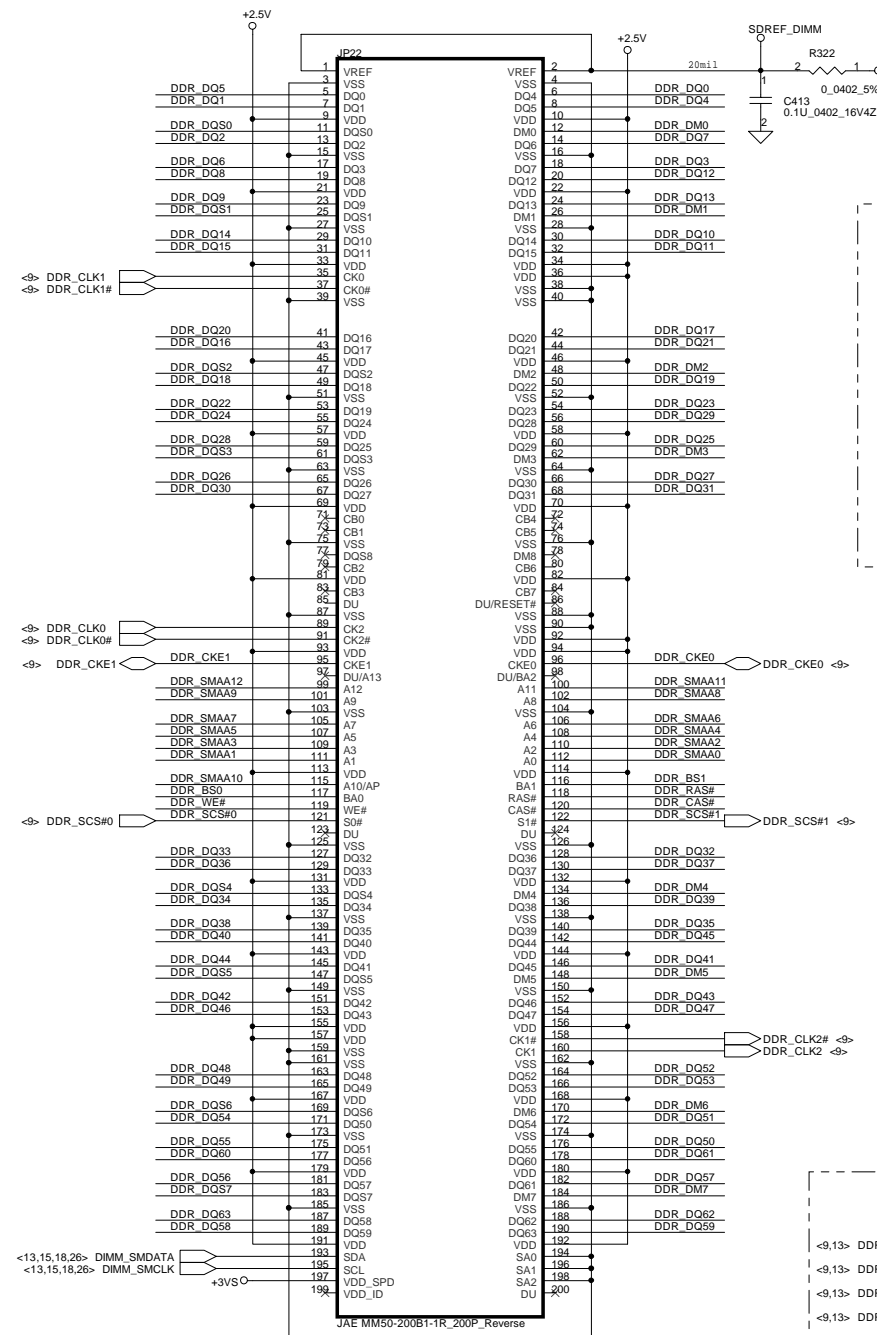 +2.5V
+2.5V
SDREF_DIMM
JP22
R322
20mil
2 1
0_0402_5%
1
C413
0.1U_0402_16V4Z
2
1 VREF VREF 2
3 VSS VSS 4
DDR_DQ5 5 DQ0 DQ4 6 DDR_DQ0
DDR_DQ1 7 DQ1 DQ5 8 DDR_DQ4
9 VDD VDD 10
DDR_DQS0 11 DQS0 DM0 12 DDR_DM0
DDR_DQ2 13 DQ2 DQ6 14 DDR_DQ7
15 VSS VSS 16
DDR_DQ6 17 DQ3 DQ7 18 DDR_DQ3
DDR_DQ8 19 DQ8 DQ12 20 DDR_DQ12
21 VDD VDD 22
DDR_DQ9 23 DQ9 DQ13 24 DDR_DQ13
DDR_DQS1 25 DQS1 DM1 26 DDR_DM1
27 VSS VSS 28
DDR_DQ14 29 DQ10 DQ14 30 DDR_DQ10
DDR_DQ15 31 DQ11 DQ15 32 DDR_DQ11
33 VDD VDD 34
<9> DDR_CLK1 35 CK0 VDD 36
<9> DDR_CLK1# 37 CK0# VSS 38
39 VSS VSS 40
DDR_DQ20 41 DQ16 DQ20 42 DDR_DQ17
DDR_DQ16 43 DQ17 DQ21 44 DDR_DQ21
45 VDD VDD 46
DDR_DQS2 47 DQS2 DM2 48 DDR_DM2
DDR_DQ18 49 DQ18 DQ22 50 DDR_DQ19
51 VSS VSS 52
DDR_DQ22 53 DQ19 DQ23 54 DDR_DQ23
DDR_DQ24 55 DQ24 DQ28 56 DDR_DQ29
57 VDD VDD 58
DDR_DQ28 59 DQ25 DQ29 60 DDR_DQ25
DDR_DQS3 61 DQS3 DM3 62 DDR_DM3
63 VSS VSS 64
DDR_DQ26 65 DQ26 DQ30 66 DDR_DQ27
DDR_DQ30 67 DQ27 DQ31 68 DDR_DQ31
69 VDD VDD 70
71 CB0 CB4 72
73 CB1 CB5 74
75 VSS VSS 76
77 DQS8 DM8 78
79 CB2 CB6 80
81 VDD VDD 82
83 CB3 CB7 84
85 DU DU/RESET# 86
87 VSS VSS 88
<9> DDR_CLK0 89 CK2 VSS 90
<9> DDR_CLK0# 91 CK2# VDD 92
93 VDD VDD 94
<9> DDR_CKE1 DDR_CKE1 95 CKE1 CKE0 96 DDR_CKE0 DDR_CKE0 <9>
97 DU/A13 DU/BA2 98
DDR_SMAA12 99 A12 A11 100 DDR_SMAA11
DDR_SMAA9 101 A9 A8 102 DDR_SMAA8
103 VSS VSS 104
DDR_SMAA7 105 A7 A6 106 DDR_SMAA6
DDR_SMAA5 107 A5 A4 108 DDR_SMAA4
DDR_SMAA3 109 A3 A2 110 DDR_SMAA2
DDR_SMAA1 111 A1 A0 112 DDR_SMAA0
113 VDD VDD 114
DDR_SMAA10 115 A10/AP BA1 116 DDR_BS1
DDR_BS0 117 BA0 RAS# 118 DDR_RAS#
DDR_WE# 119 WE# CAS# 120 DDR_CAS#
<9> DDR_SCS#0 DDR_SCS#0 121 S0# S1# 122 DDR_SCS#1 DDR_SCS#1 <9>
123 DU DU 124
125 VSS VSS 126
DDR_DQ33 127 DQ32 DQ36 128 DDR_DQ32
DDR_DQ36 129 DQ33 DQ37 130 DDR_DQ37
131 VDD VDD 132
DDR_DQS4 133 DQS4 DM4 134 DDR_DM4
DDR_DQ34 135 DQ34 DQ38 136 DDR_DQ39
137 VSS VSS 138
DDR_DQ38 139 DQ35 DQ39 140 DDR_DQ35
DDR_DQ40 141 DQ40 DQ44 142 DDR_DQ45
143 VDD VDD 144
DDR_DQ44 145 DQ41 DQ45 146 DDR_DQ41
DDR_DQS5 147 DQS5 DM5 148 DDR_DM5
149 VSS VSS 150
DDR_DQ42 151 DQ42 DQ46 152 DDR_DQ43
DDR_DQ46 153 DQ43 DQ47 154 DDR_DQ47
155 VDD VDD 156
157 VDD CK1# 158 DDR_CLK2# <9>
159 VSS CK1 160 DDR_CLK2 <9>
161 VSS VSS 162
DDR_DQ48 163 DQ48 DQ52 164 DDR_DQ52
DDR_DQ49 165 DQ49 DQ53 166 DDR_DQ53
167 VDD VDD 168
DDR_DQS6 169 DQS6 DM6 170 DDR_DM6
DDR_DQ54 171 DQ50 DQ54 172 DDR_DQ51
173 VSS VSS 174
DDR_DQ55 175 DQ51 DQ55 176 DDR_DQ50
DDR_DQ60 177 DQ56 DQ60 178 DDR_DQ61
179 VDD VDD 180
DDR_DQ56 181 DQ57 DQ61 182 DDR_DQ57
DDR_DQS7 183 DQS7 DM7 184 DDR_DM7
185 VSS VSS 186
DDR_DQ63 187 DQ58 DQ62 188 DDR_DQ62
DDR_DQ58 189 DQ59 DQ63 190 DDR_DQ59
191 VDD VDD 192
<13,15,18,26> DIMM_SMDATA 193 SDA SA0 194
<13,15,18,26> DIMM_SMCLK 195 SCL SA1 196
+3VS 197 VDD_SPD SA2 198
199 VDD_ID DU 200
JAE MM50-200B1-1R_200P_Reverse
<9,13>
<9,13>
<9,13>
<9,13>